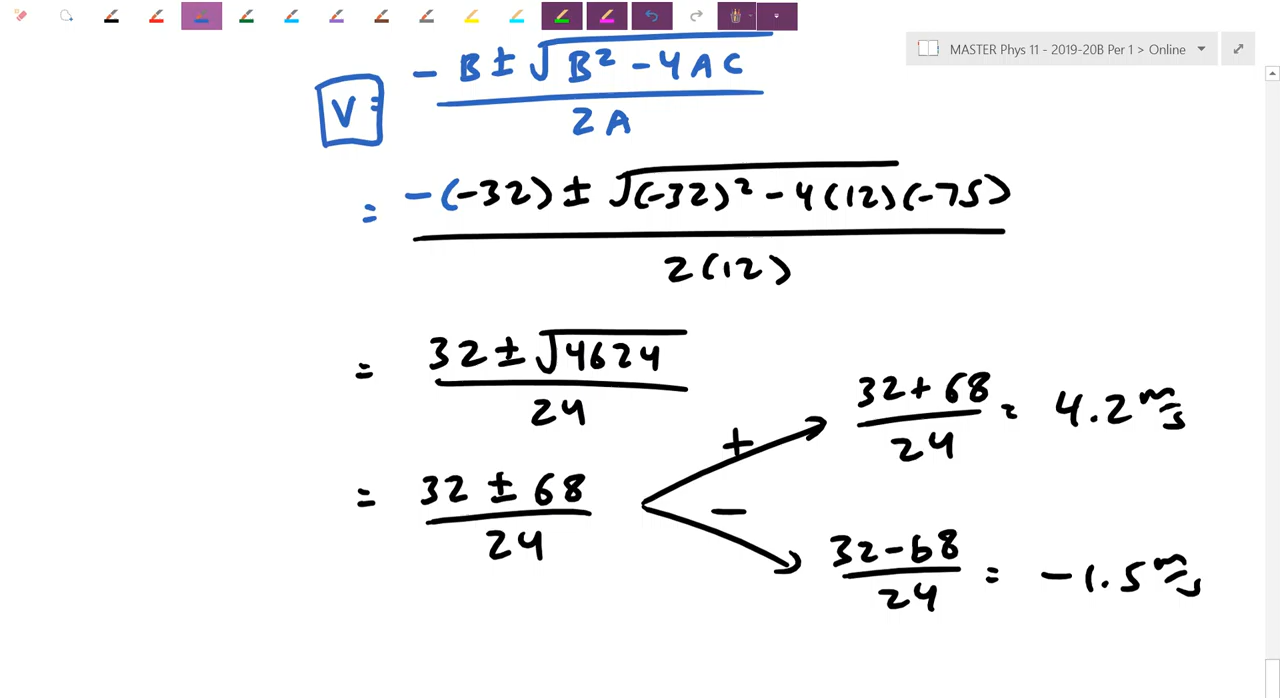 MASTER Phys 11 - 2019-20B Per 1 > Online
V = (-B ± √(B² - 4AC)) / 2A
= (-(-32) ± √((-32)² - 4(12)(-75))) / 2(12)
= (32 ± √4624) / 24
= (32 ± 68) / 24
+ (32 + 68) / 24 = 4.2 m/s
- (32 - 68) / 24 = -1.5 m/s